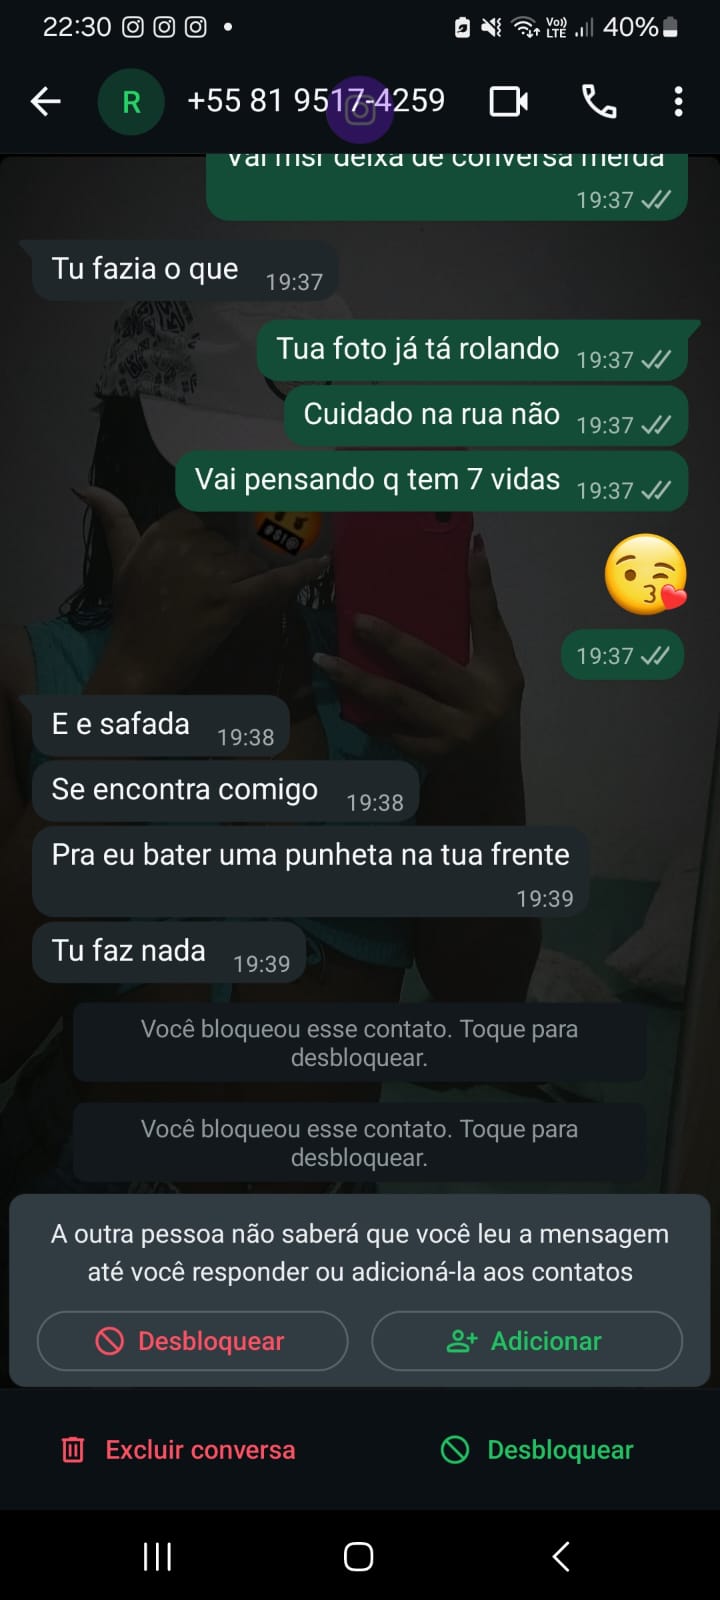 22:30
Vo))
LTE
40%
R
+55 81 9517-4259
Vai msr deixa de conversa merda
19:37
Tu fazia o que
19:37
Tua foto já tá rolando
19:37
Cuidado na rua não
19:37
Vai pensando q tem 7 vidas
19:37
19:37
E e safada
19:38
Se encontra comigo
19:38
Pra eu bater uma punheta na tua frente
19:39
Tu faz nada
19:39
Você bloqueou esse contato. Toque para
desbloquear.
Você bloqueou esse contato. Toque para
desbloquear.
A outra pessoa não saberá que você leu a mensagem
até você responder ou adicioná-la aos contatos
Desbloquear
Adicionar
Excluir conversa
Desbloquear